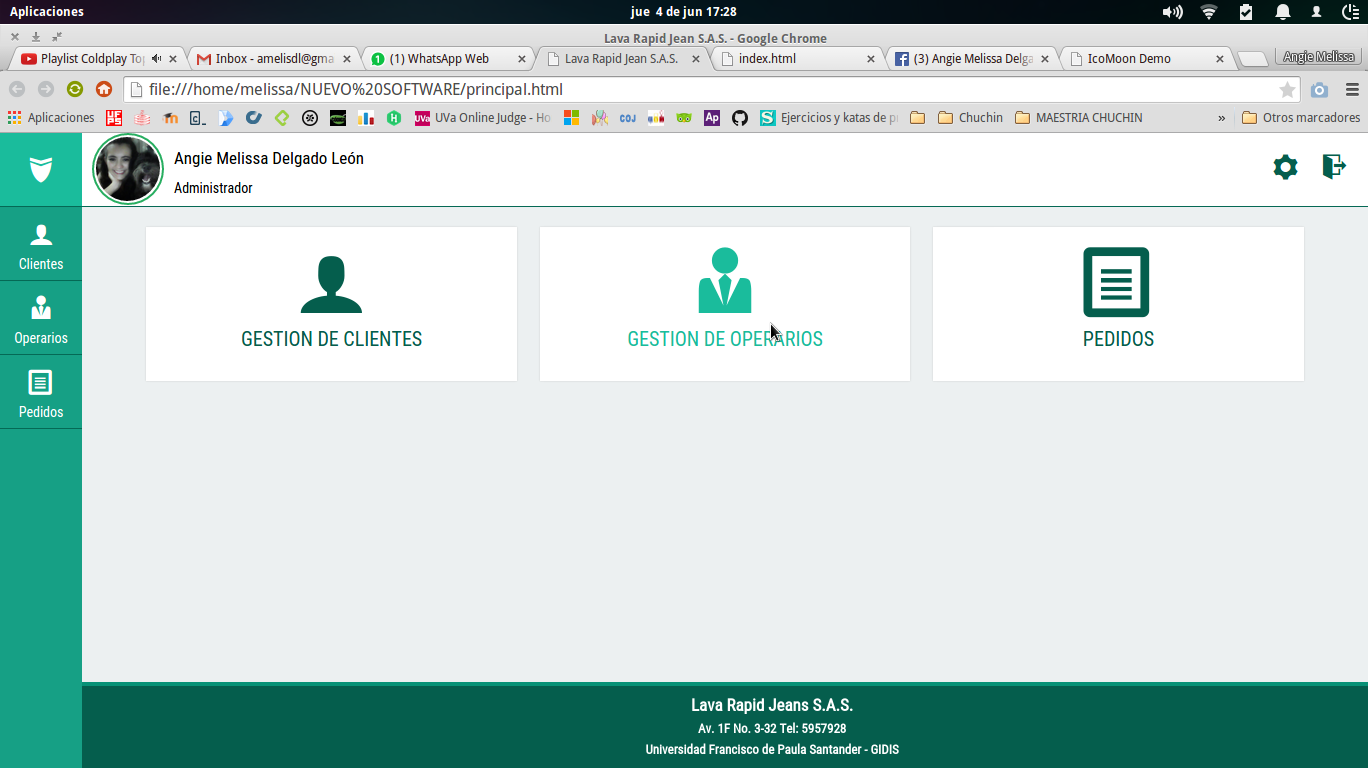 Aplicaciones
jue 4 de jun 17:28
Lava Rapid Jean S.A.S. - Google Chrome
Playlist Coldplay To
Inbox - amelisdl@gma
(1) WhatsApp Web
Lava Rapid Jean S.A.S.
index.html
(3) Angie Melissa Delga
IcoMoon Demo
Angie Melissa
file:///home/melissa/NUEVO%20SOFTWARE/principal.html
Aplicaciones
UVa Online Judge - Ho
Ejercicios y katas de p
Chuchin
MAESTRIA CHUCHIN
»
Otros marcadores
Angie Melissa Delgado León
Administrador
Clientes
Operarios
Pedidos
GESTION DE CLIENTES
GESTION DE OPERARIOS
PEDIDOS
Lava Rapid Jeans S.A.S.
Av. 1F No. 3-32 Tel: 5957928
Universidad Francisco de Paula Santander - GIDIS